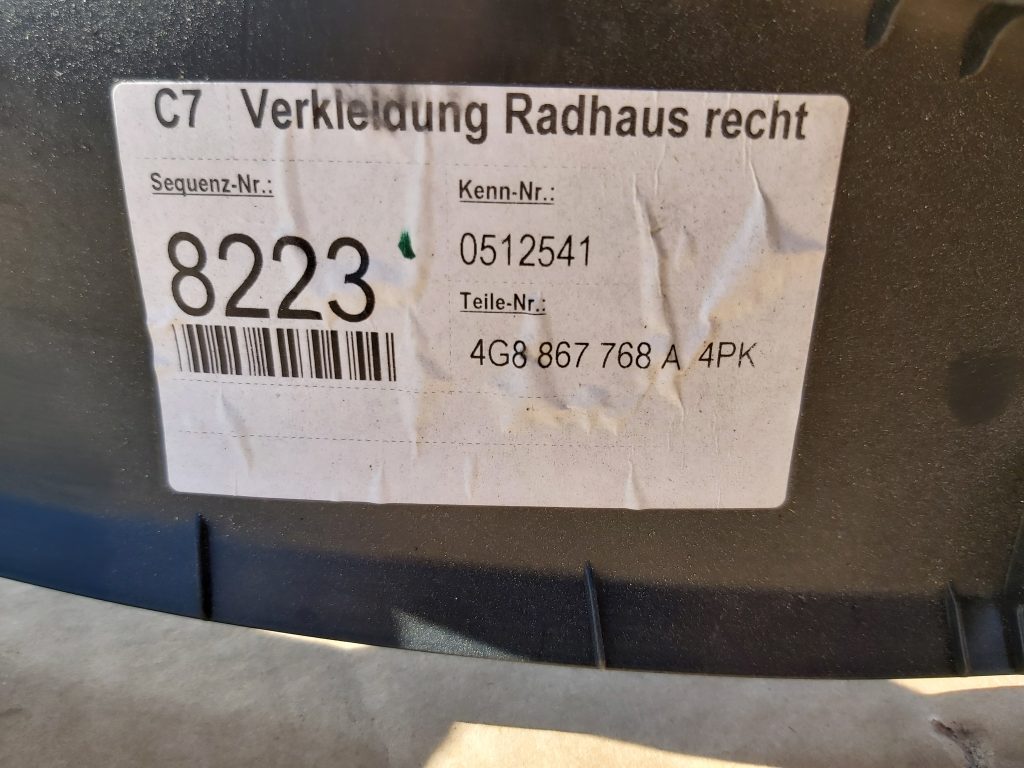 C7 Verkleidung Radhaus recht
Sequenz-Nr.:
8223
Kenn-Nr.:
0512541
Teile-Nr.:
4G8 867 768 A 4PK